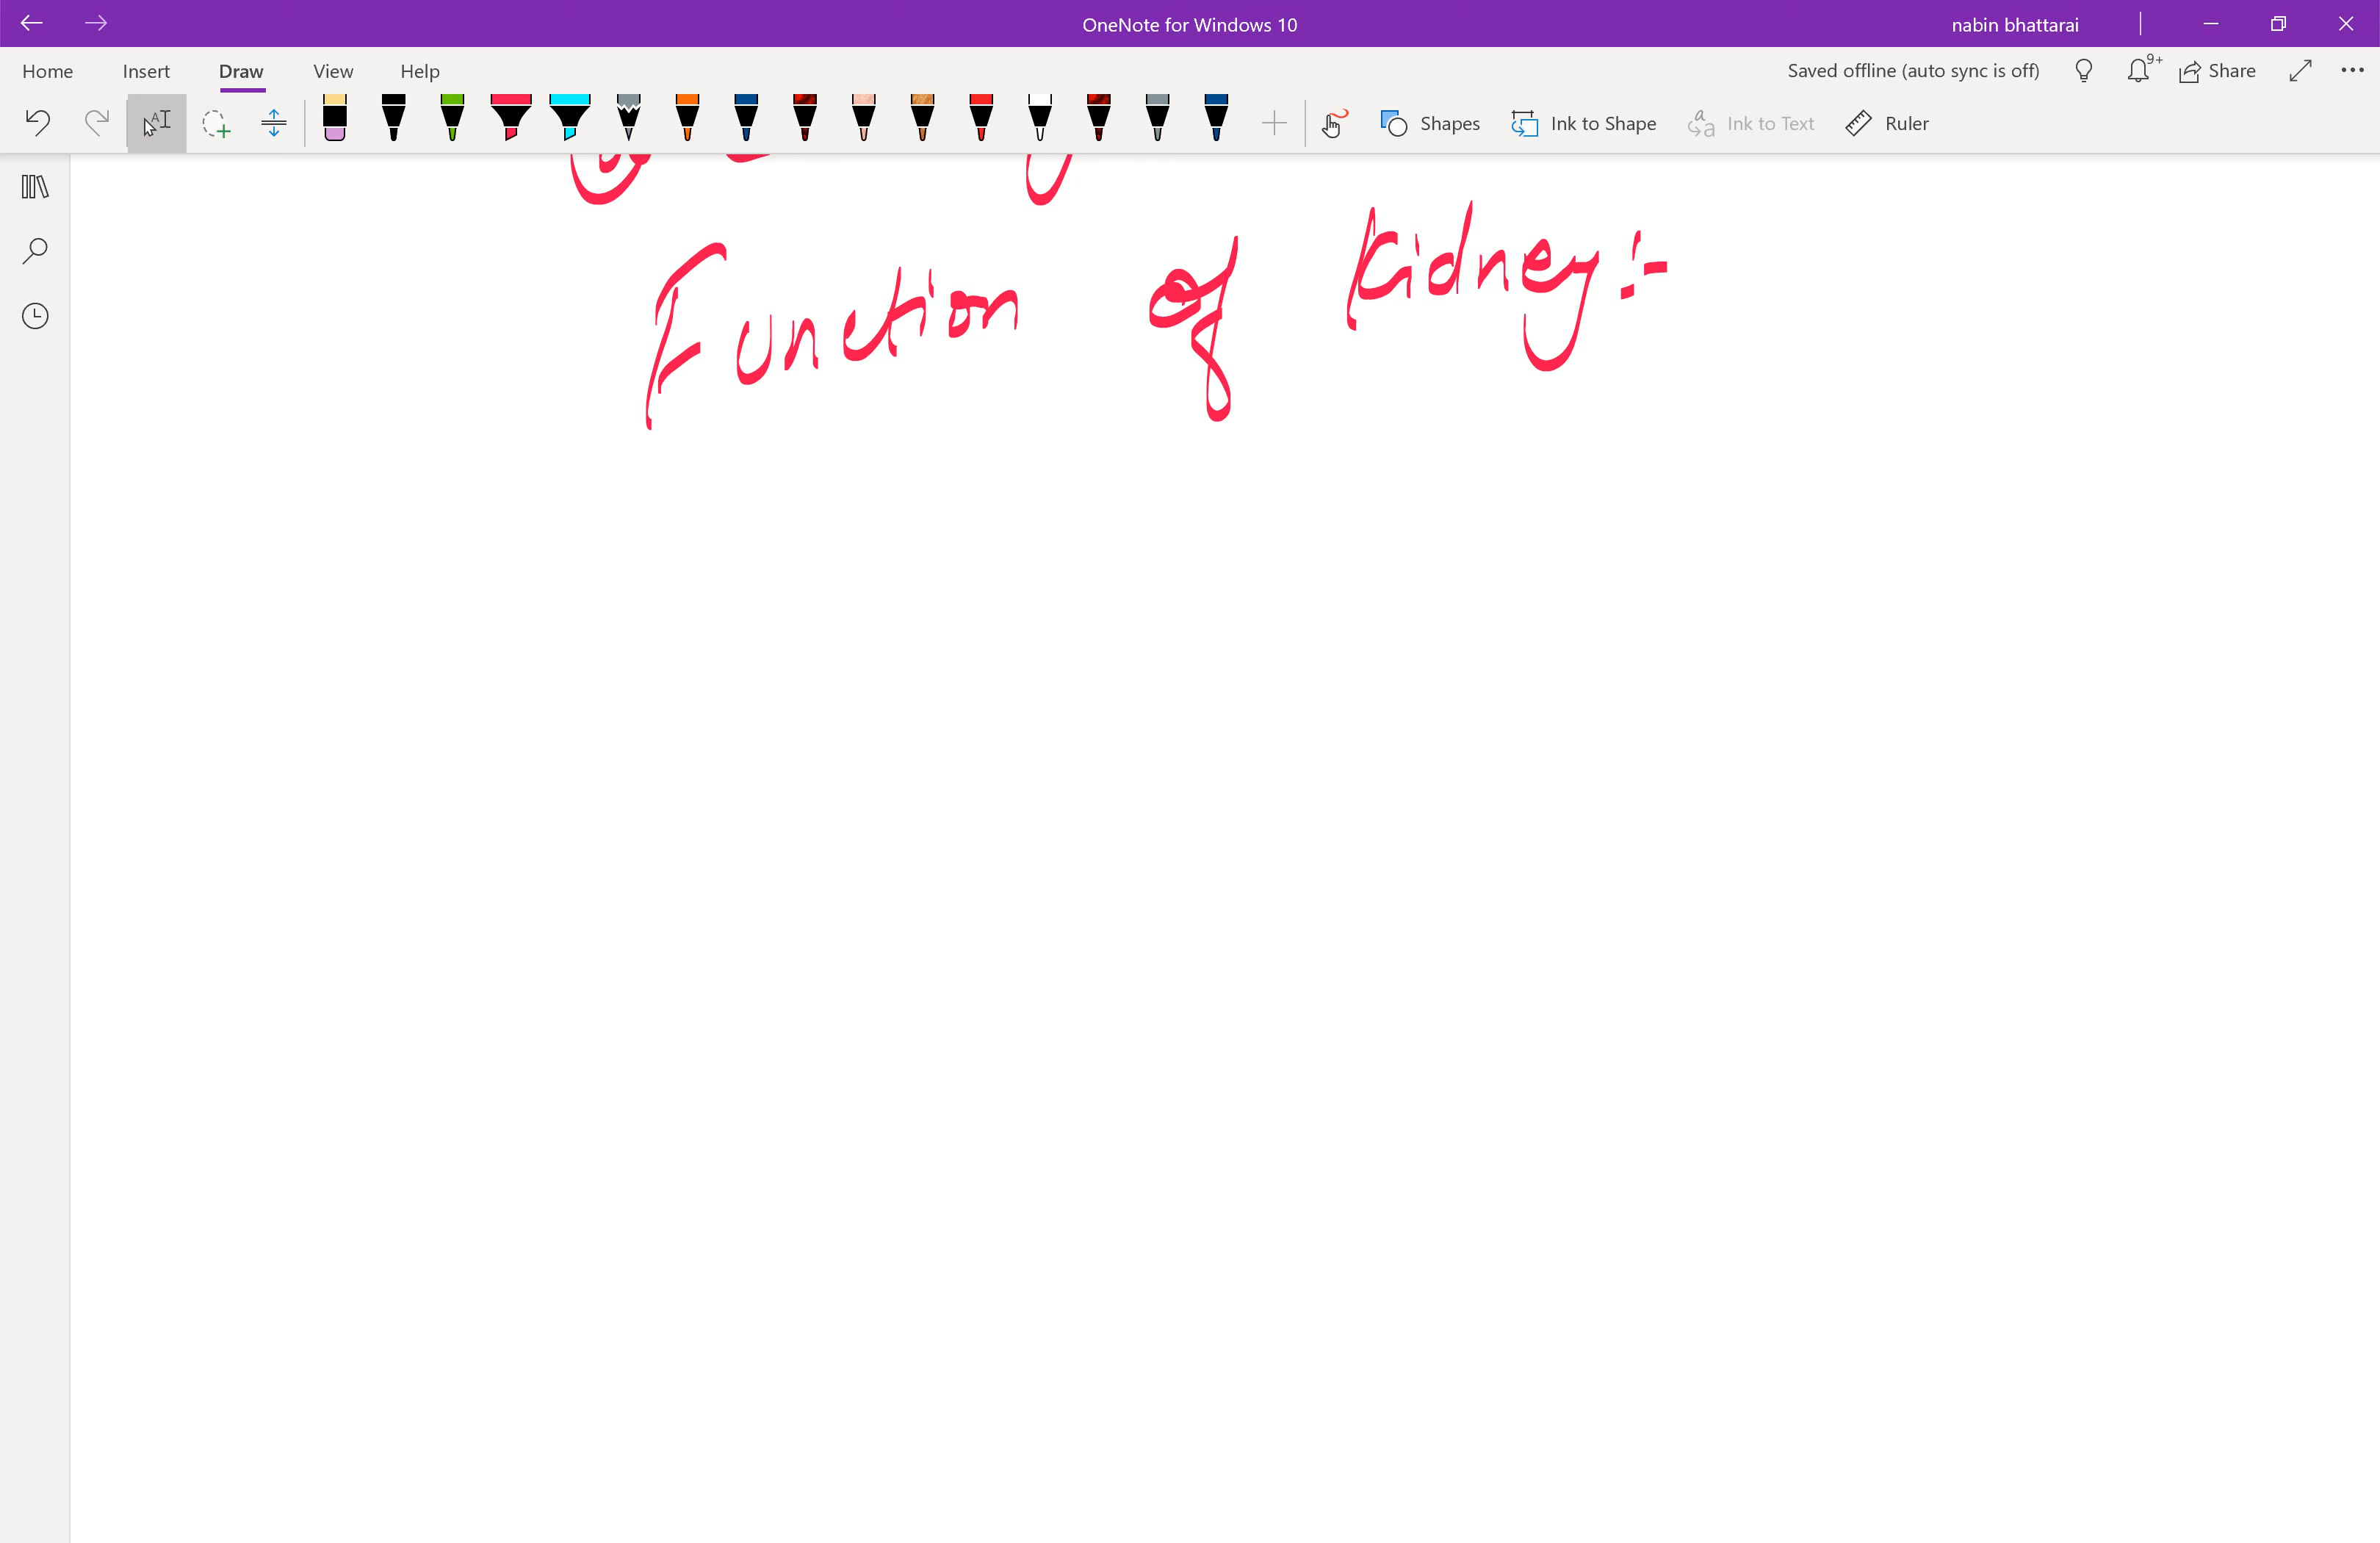 OneNote for Windows 10
nabin bhattarai
Home Insert Draw View Help
Saved offline (auto sync is off) 9+ Share
Shapes Ink to Shape Ink to Text Ruler
Function of kidney :-